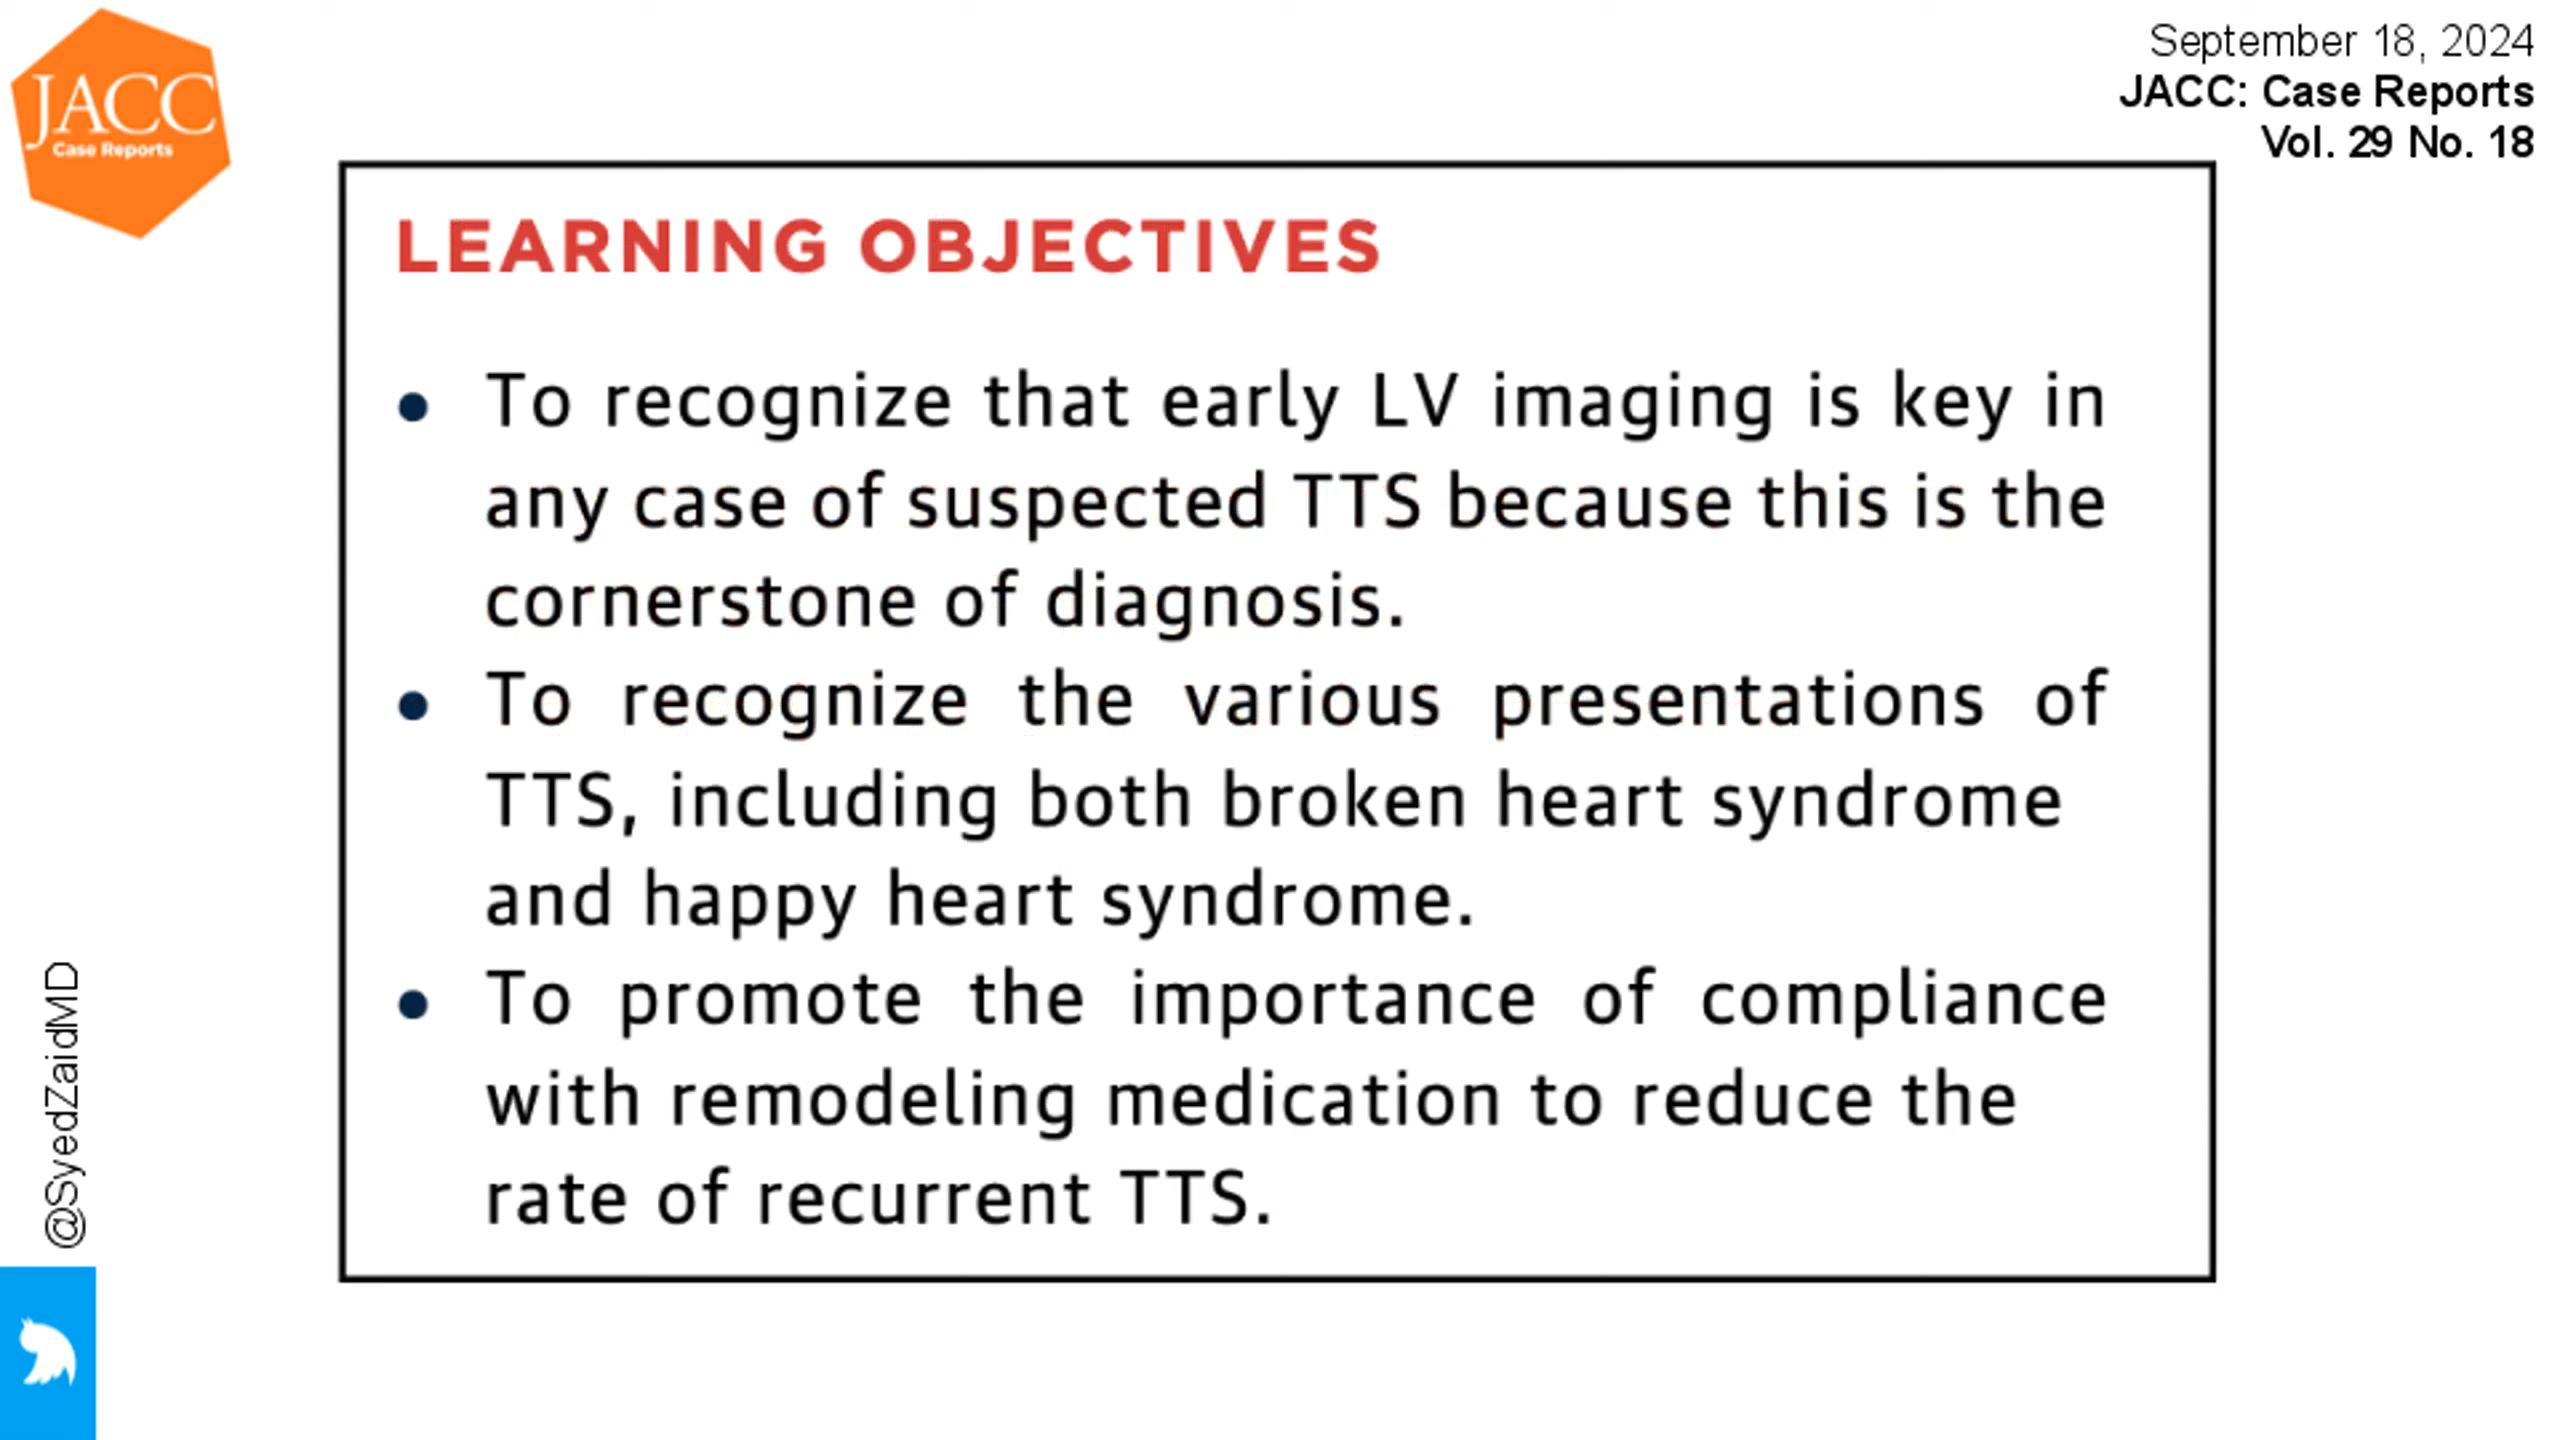 JACC
Case Reports
September 18, 2024
JACC: Case Reports
Vol. 29 No. 18
LEARNING OBJECTIVES
• To recognize that early LV imaging is key in
any case of suspected TTS because this is the
cornerstone of diagnosis.
• To recognize the various presentations of
TTS, including both broken heart syndrome
and happy heart syndrome.
• To promote the importance of compliance
with remodeling medication to reduce the
rate of recurrent TTS.
@SyedZaidMD